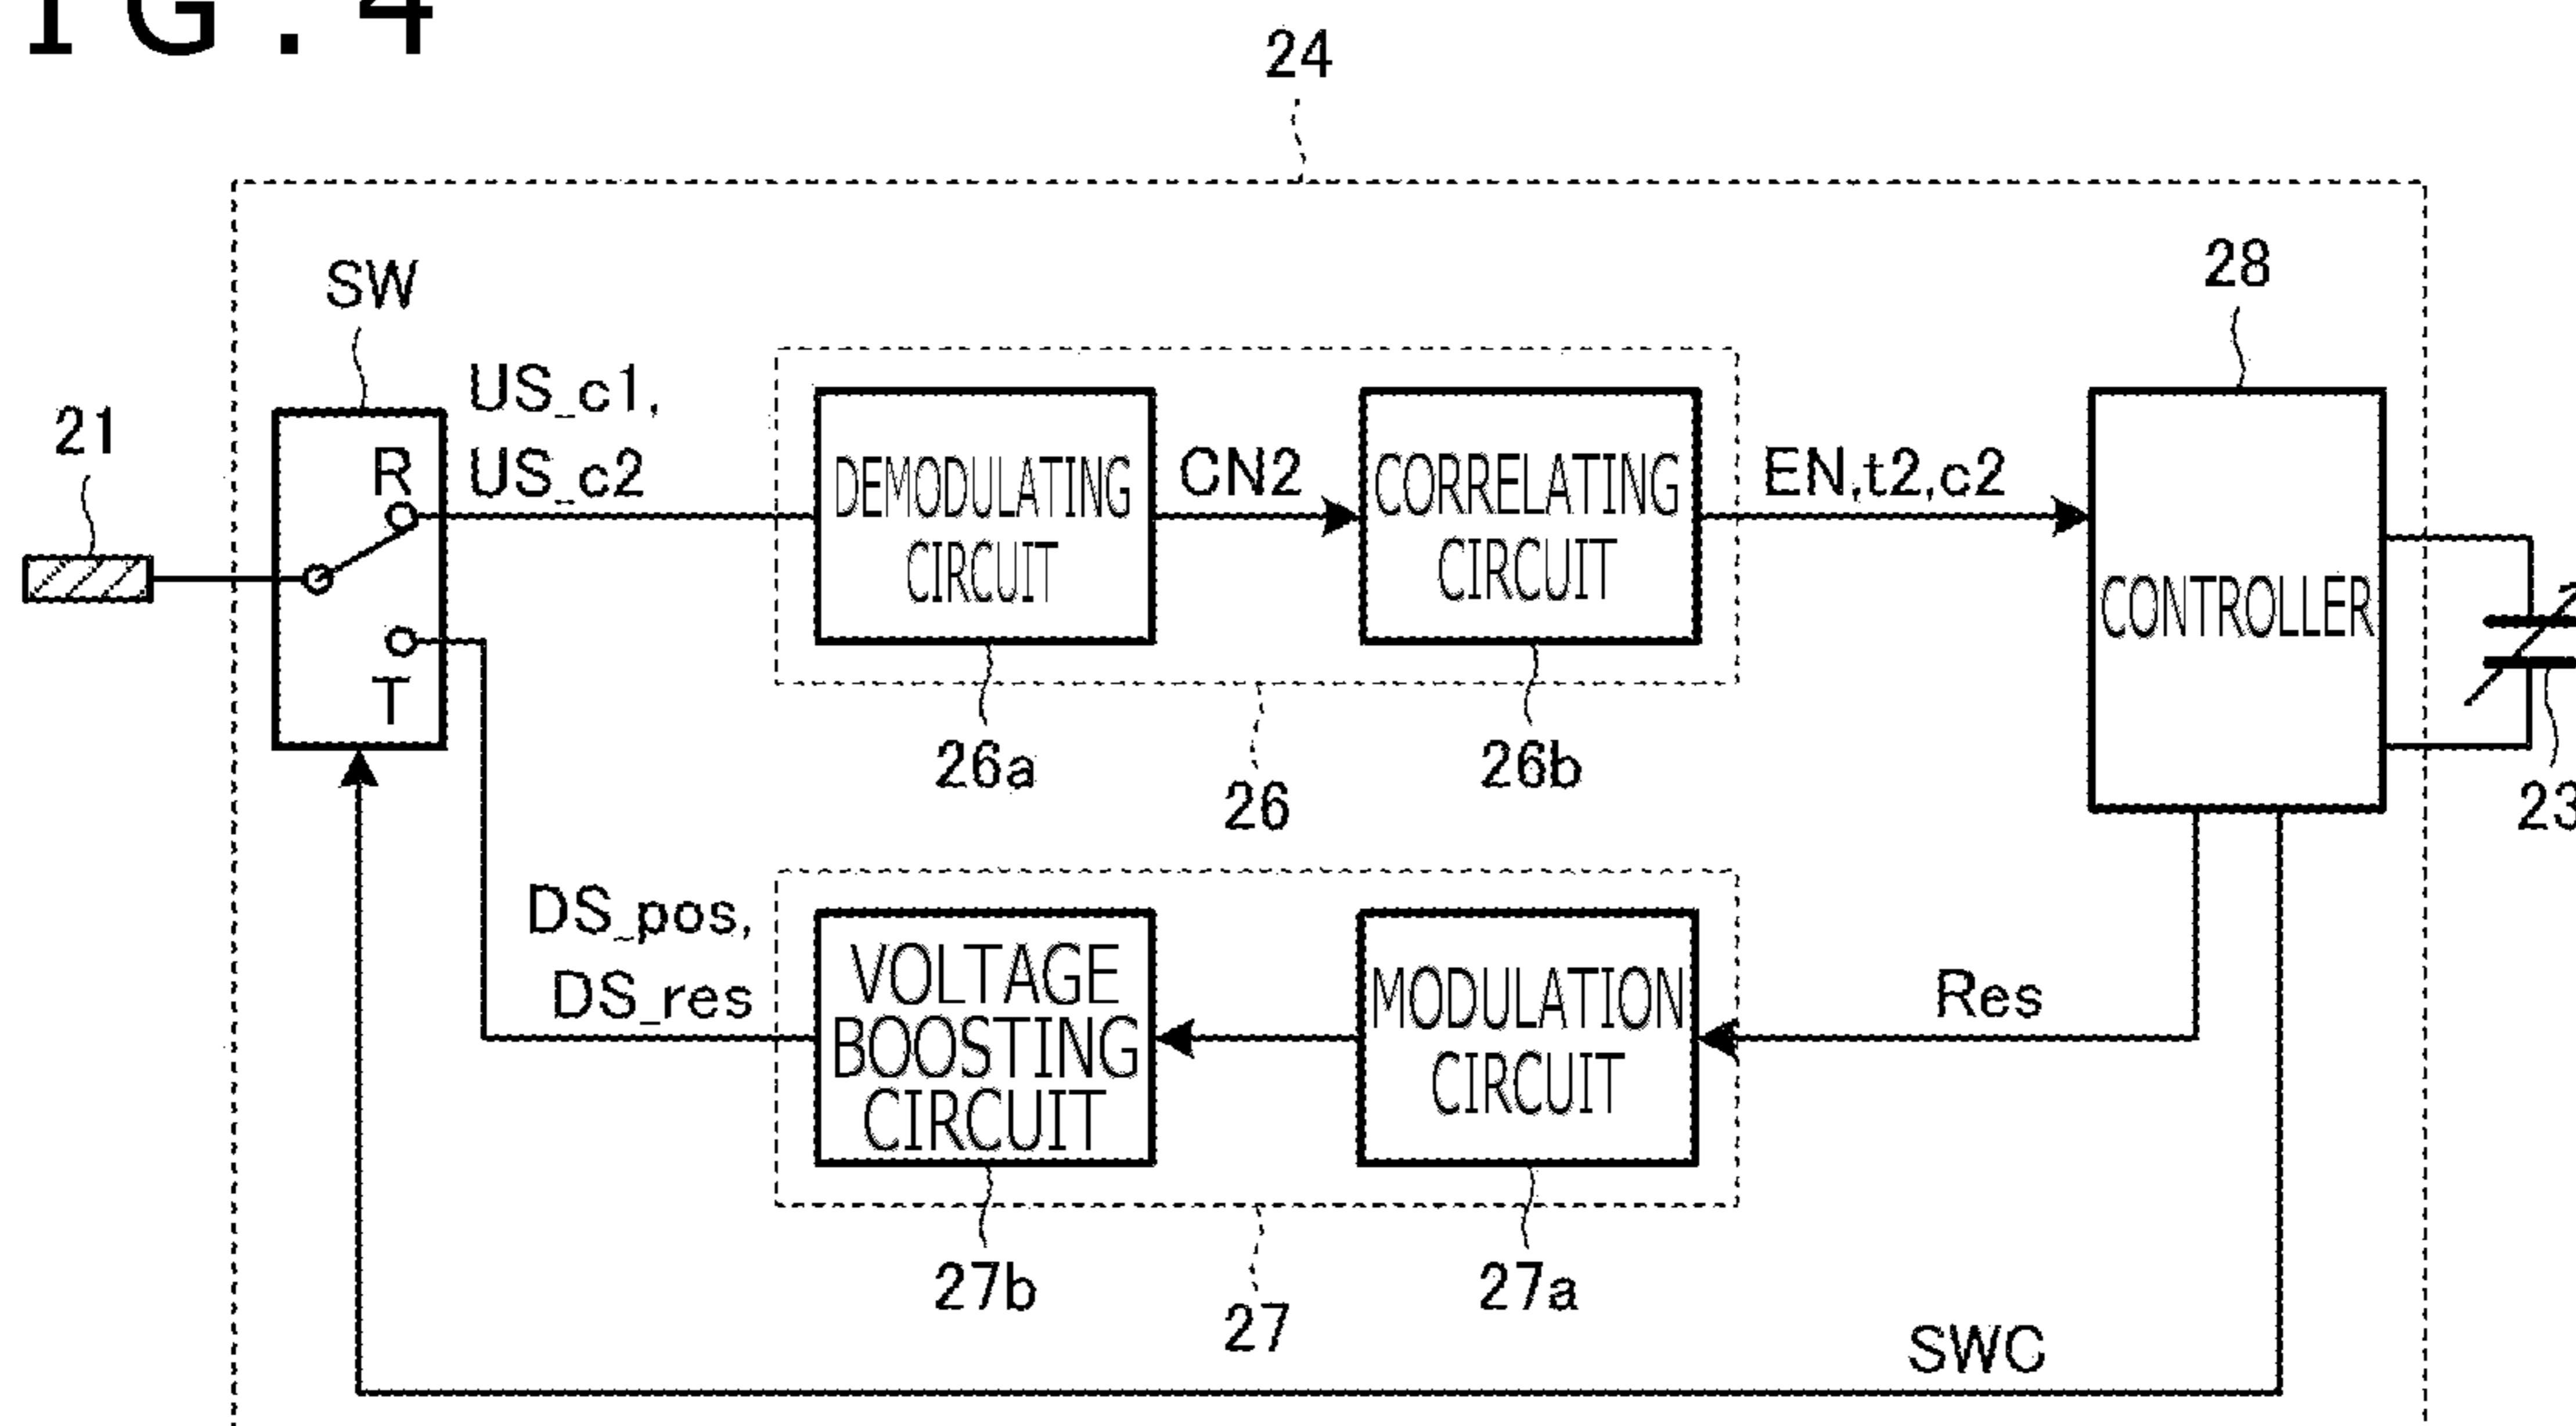 IG.4
24
SW
28
US_c1,
US_c2
21
R
T
DEMODULATING
CIRCUIT
CN2
CORRELATING
CIRCUIT
EN,t2,c2
CONTROLLER
26a
26
26b
23
DS_pos,
DS_res
VOLTAGE
BOOSTING
CIRCUIT
MODULATION
CIRCUIT
Res
27b
27
27a
SWC